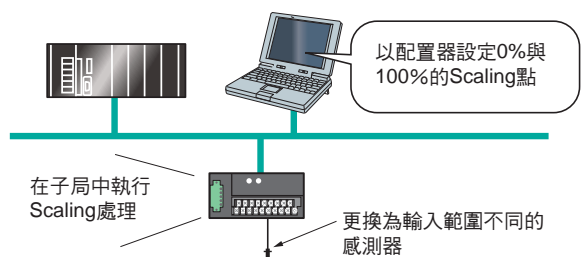 以配置器設定0%與
100%的Scaling點
在子局中執行
Scaling處理
更換為輸入範圍不同的
感測器